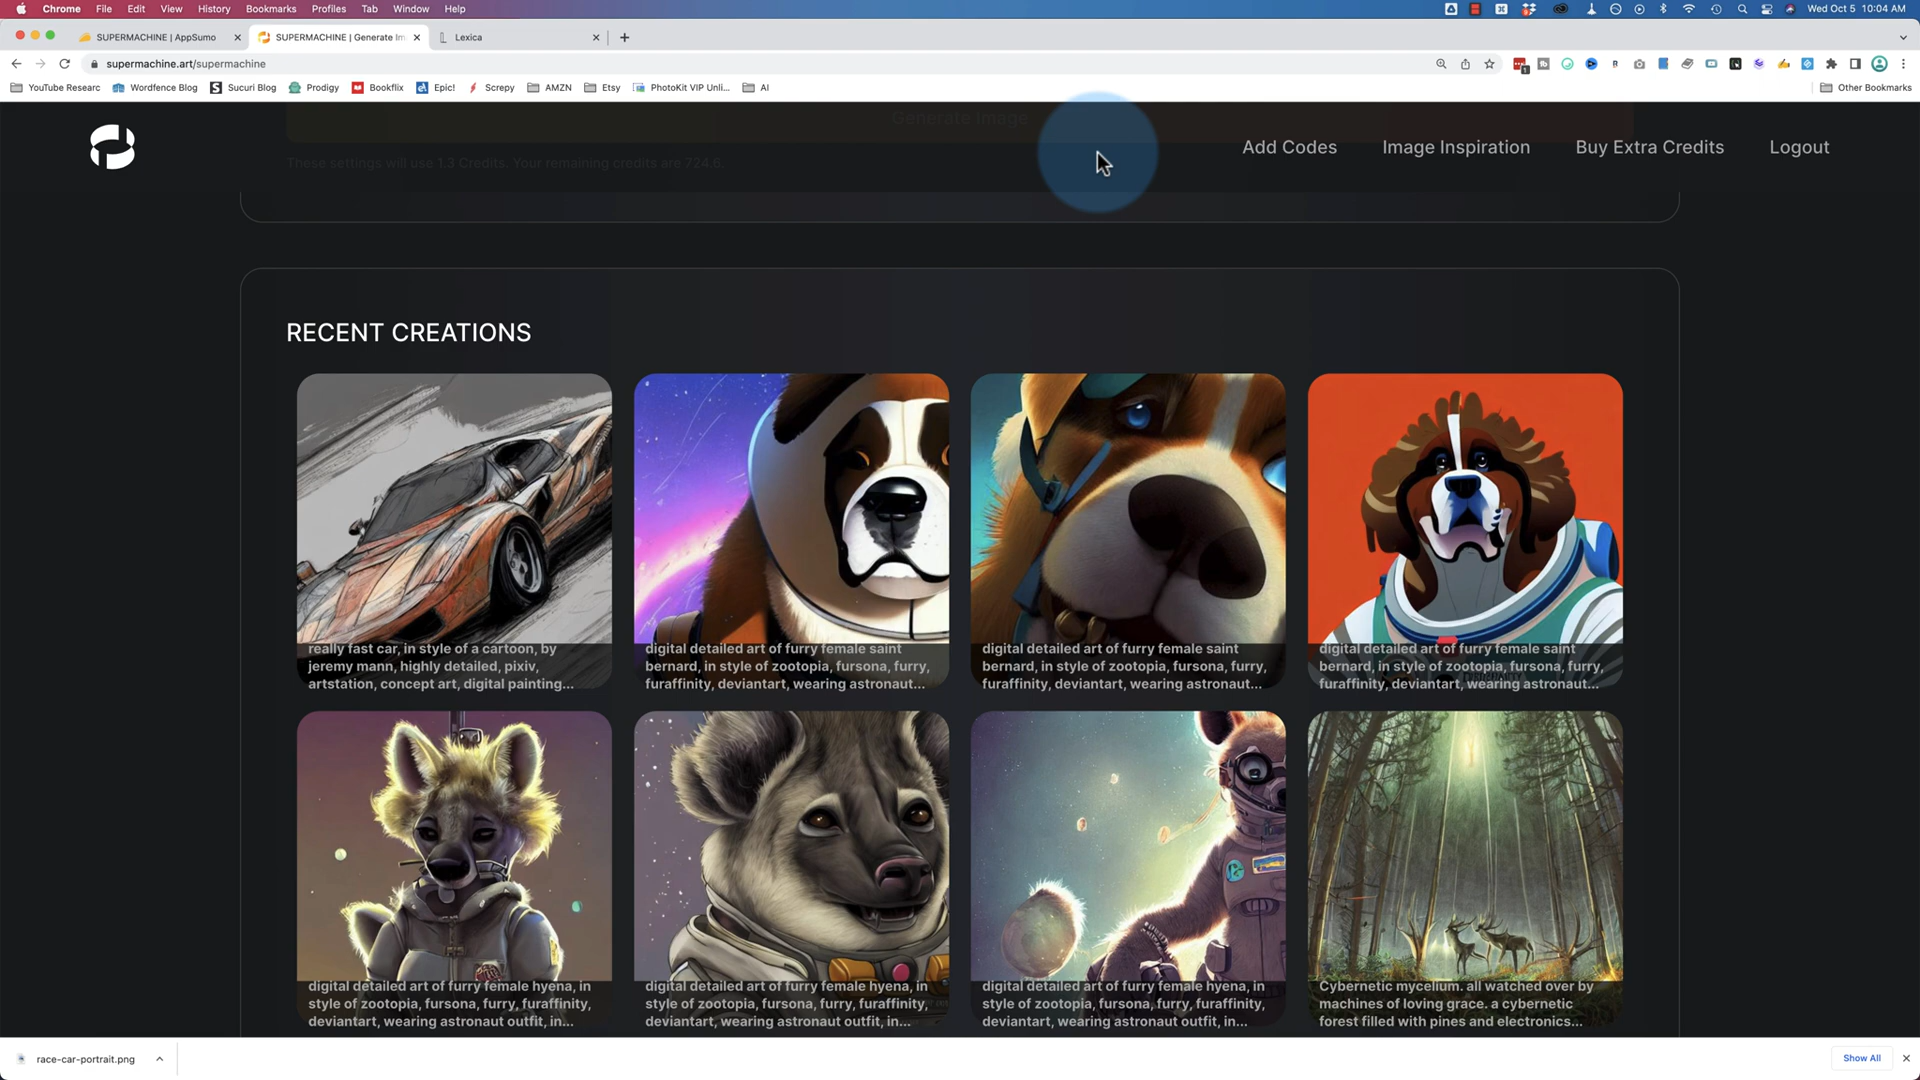 Chrome File Edit View History Bookmarks Profiles Tab Window Help
Wed Oct 5 10:04 AM
SUPERMACHINE | AppSumo
SUPERMACHINE | Generate Im
Lexica
supermachine.art/supermachine
YouTube Researc Wordfence Blog Sucuri Blog Prodigy Bookflix Epic! Screpy AMZN Etsy PhotoKit VIP Unli... AI Other Bookmarks
Generate Image
These settings will use 1.3 Credits. Your remaining credits are 724.6.
Add Codes Image Inspiration Buy Extra Credits Logout
RECENT CREATIONS
really fast car, in style of a cartoon, by
jeremy mann, highly detailed, pixiv,
artstation, concept art, digital painting...
digital detailed art of furry female saint
bernard, in style of zootopia, fursona, furry,
furaffinity, deviantart, wearing astronaut...
digital detailed art of furry female saint
bernard, in style of zootopia, fursona, furry,
furaffinity, deviantart, wearing astronaut...
digital detailed art of furry female saint
bernard, in style of zootopia, fursona, furry,
furaffinity, deviantart, wearing astronaut...
digital detailed art of furry female hyena, in
style of zootopia, fursona, furry, furaffinity,
deviantart, wearing astronaut outfit, in...
digital detailed art of furry female hyena, in
style of zootopia, fursona, furry, furaffinity,
deviantart, wearing astronaut outfit, in...
digital detailed art of furry female hyena, in
style of zootopia, fursona, furry, furaffinity,
deviantart, wearing astronaut outfit, in...
Cybernetic mycelium. all watched over by
machines of loving grace. a cybernetic
forest filled with pines and electronics...
race-car-portrait.png
Show All